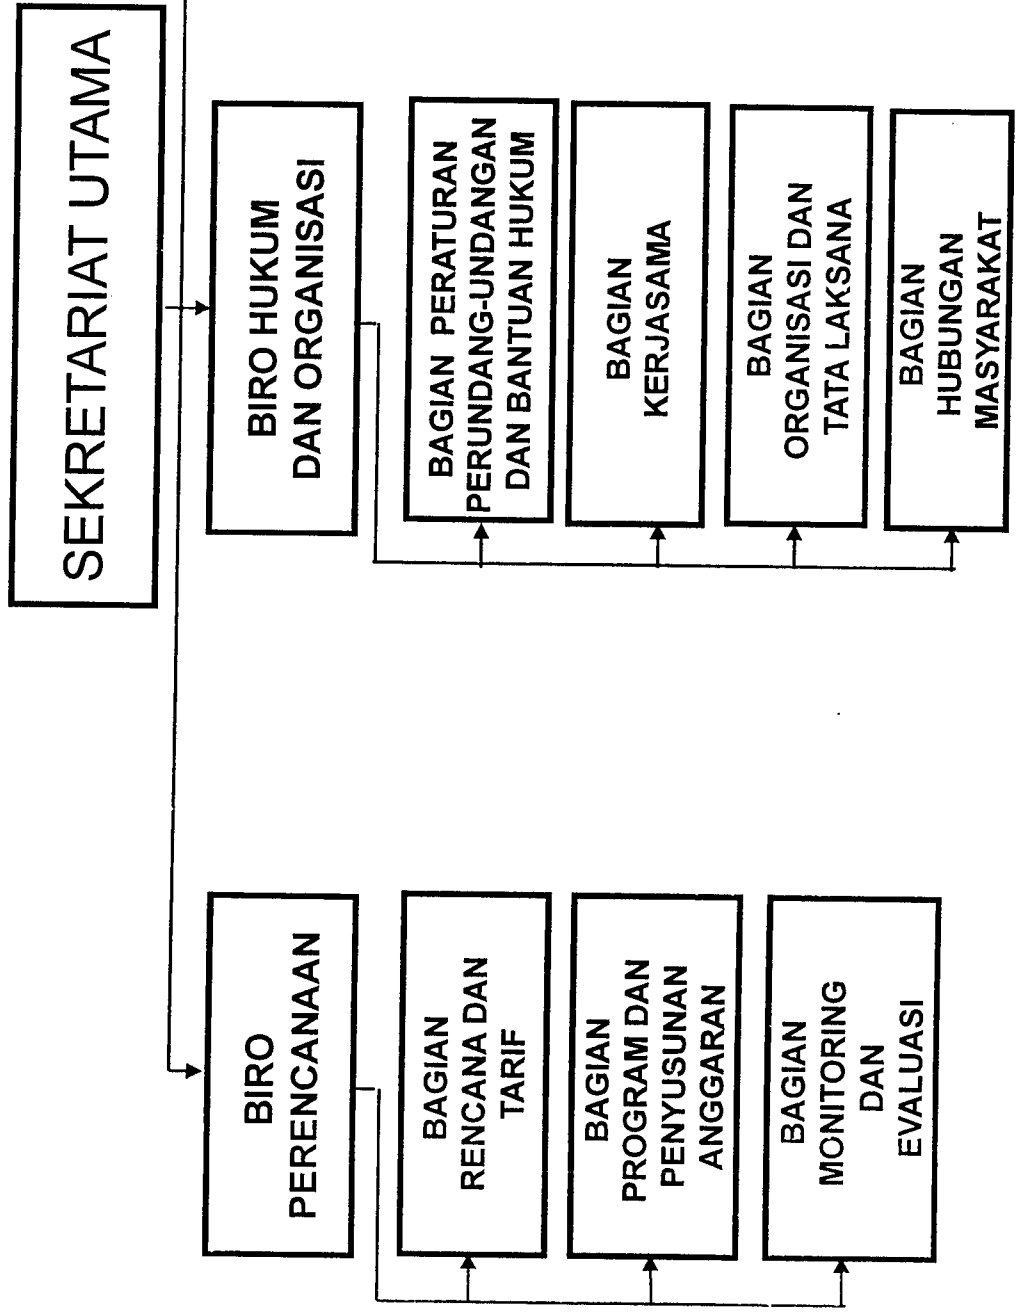 SEKRETARIAT UTAMA
BIRO
PERENCANAAN
BAGIAN
RENCANA DAN
TARIF
BAGIAN
PROGRAM DAN
PENYUSUNAN
ANGGARAN
BAGIAN
MONITORING
DAN
EVALUASI
BIRO HUKUM
DAN ORGANISASI
BAGIAN PERATURAN
PERUNDANG-UNDANGAN
DAN BANTUAN HUKUM
BAGIAN
KERJASAMA
BAGIAN
ORGANISASI DAN
TATA LAKSANA
BAGIAN
HUBUNGAN
MASYARAKAT